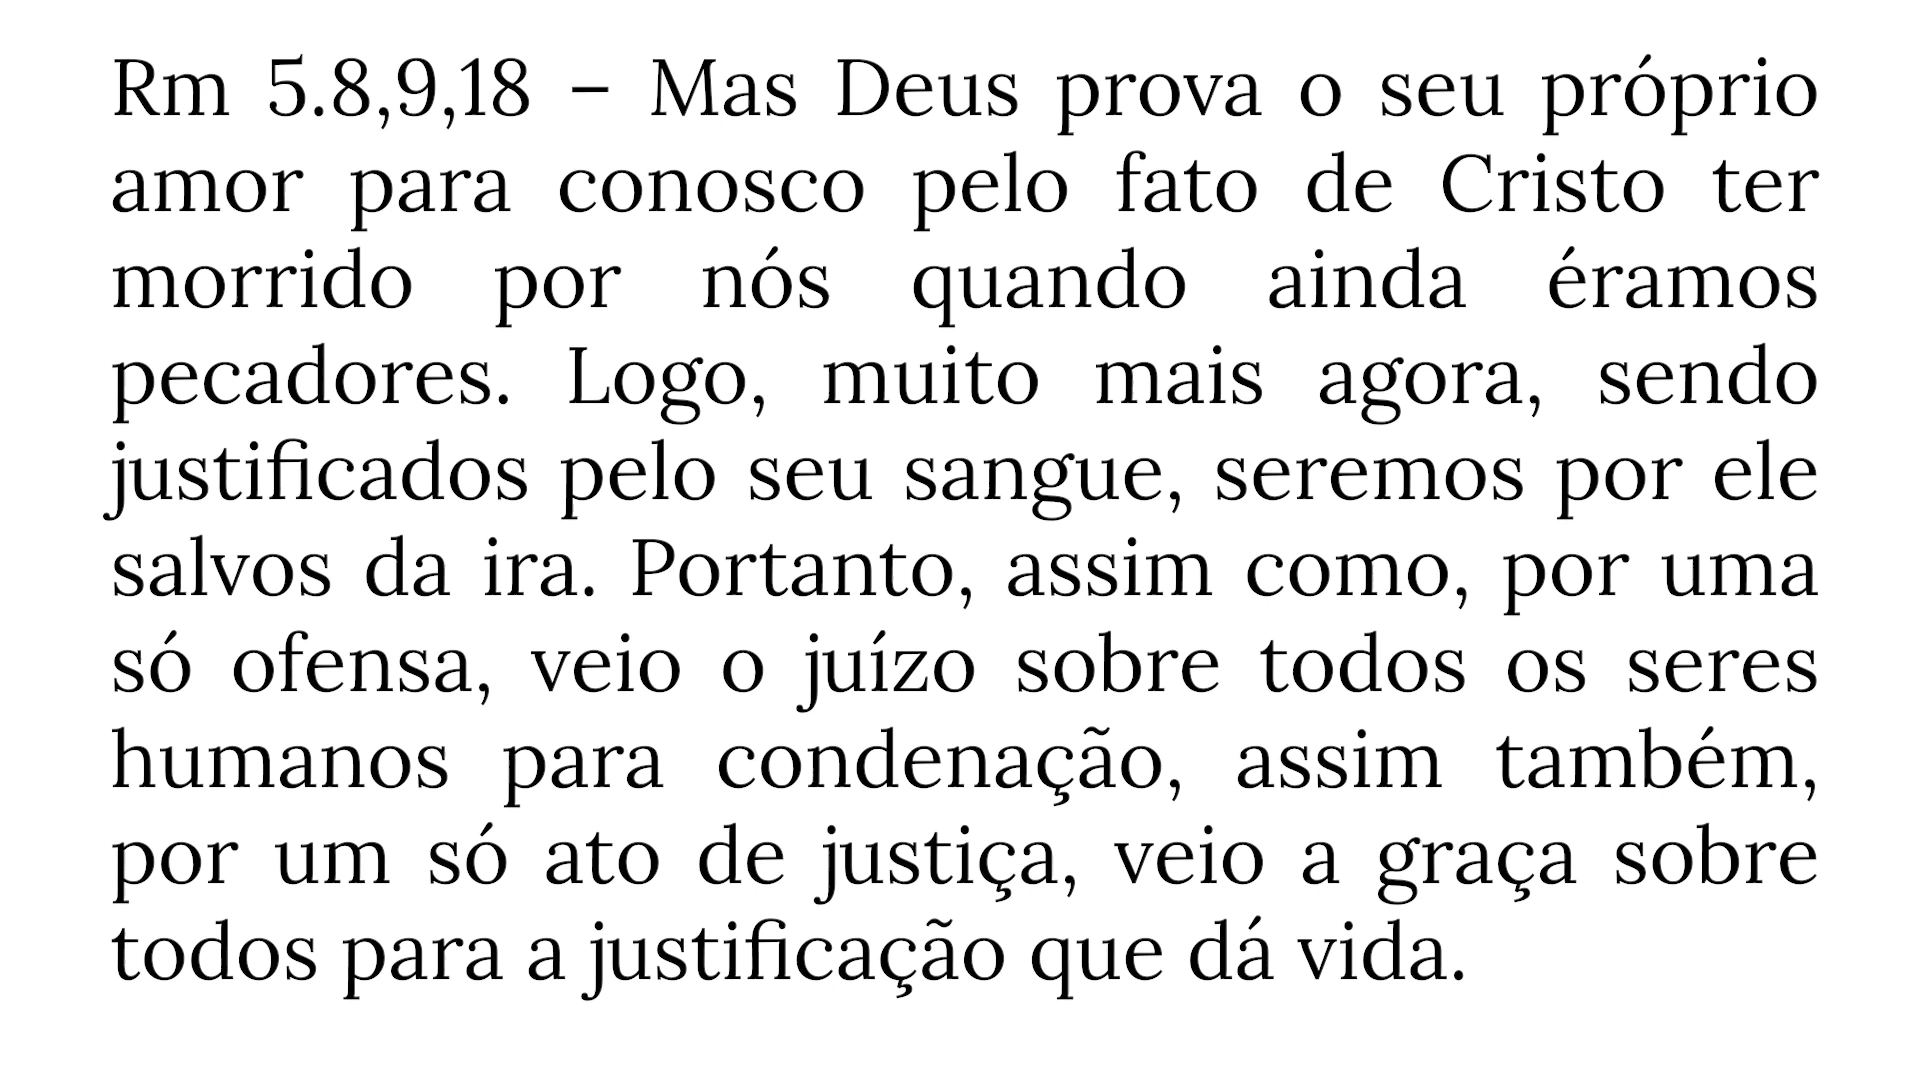 Rm 5.8,9,18 – Mas Deus prova o seu próprio
amor para conosco pelo fato de Cristo ter
morrido por nós quando ainda éramos
pecadores. Logo, muito mais agora, sendo
justificados pelo seu sangue, seremos por ele
salvos da ira. Portanto, assim como, por uma
só ofensa, veio o juízo sobre todos os seres
humanos para condenação, assim também,
por um só ato de justiça, veio a graça sobre
todos para a justificação que dá vida.